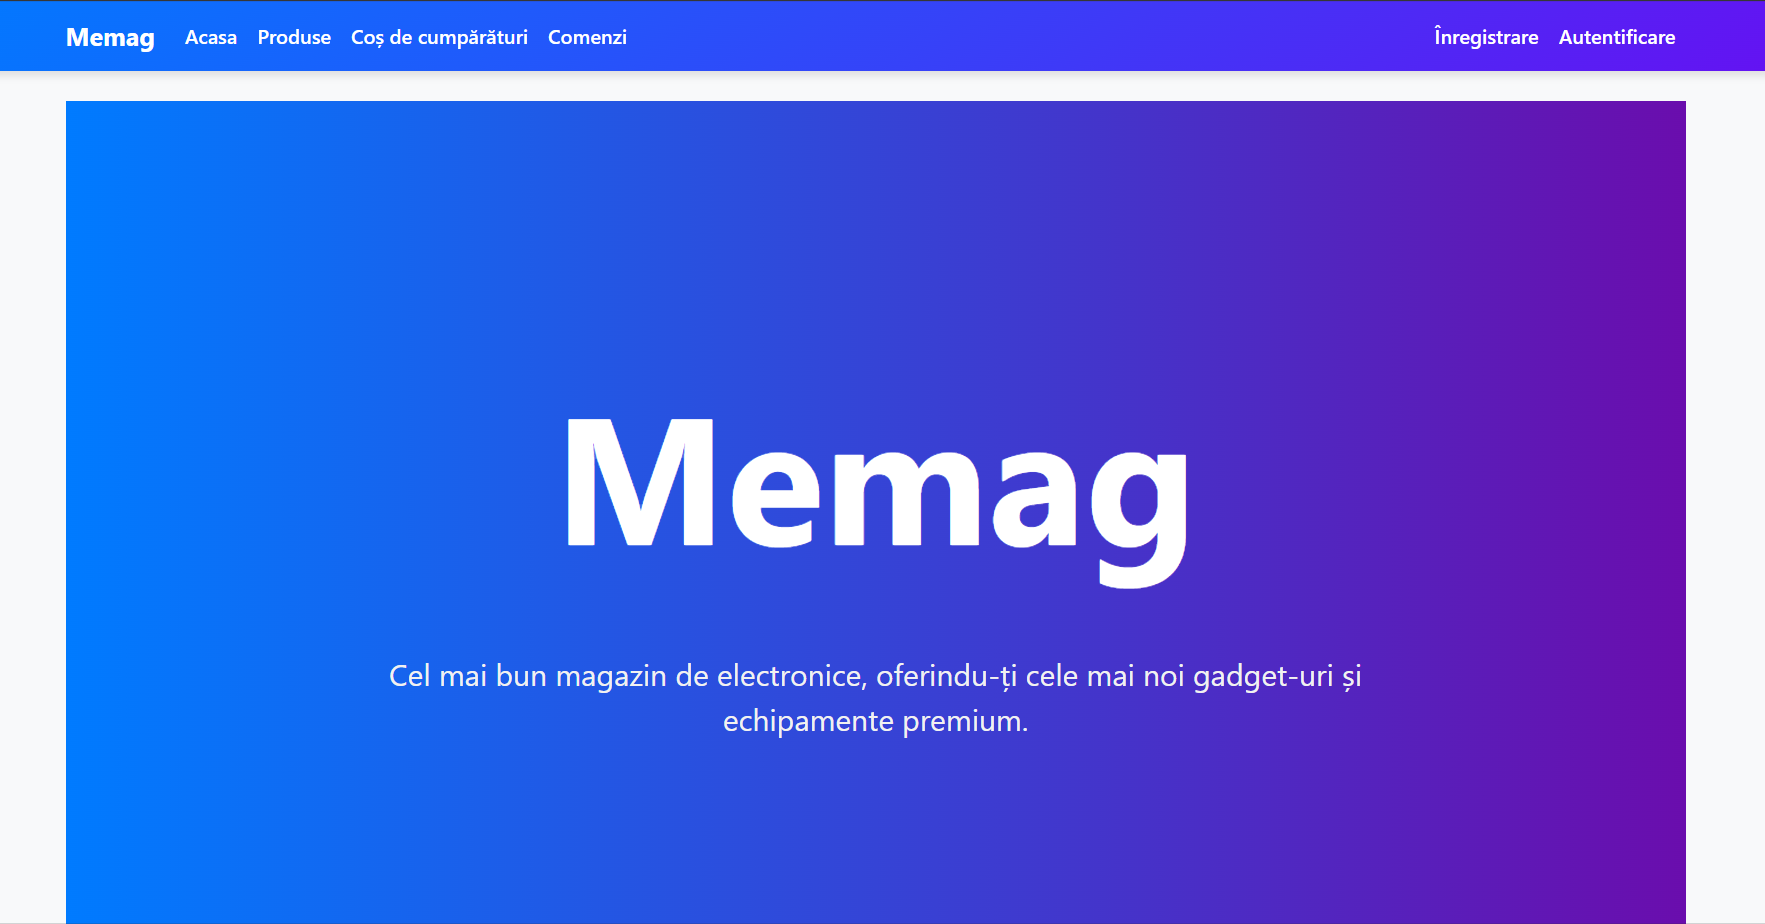 Memag Acasa Produse Coș de cumpărături Comenzi Înregistrare Autentificare
Memag
Cel mai bun magazin de electronice, oferindu-ți cele mai noi gadget-uri și
echipamente premium.